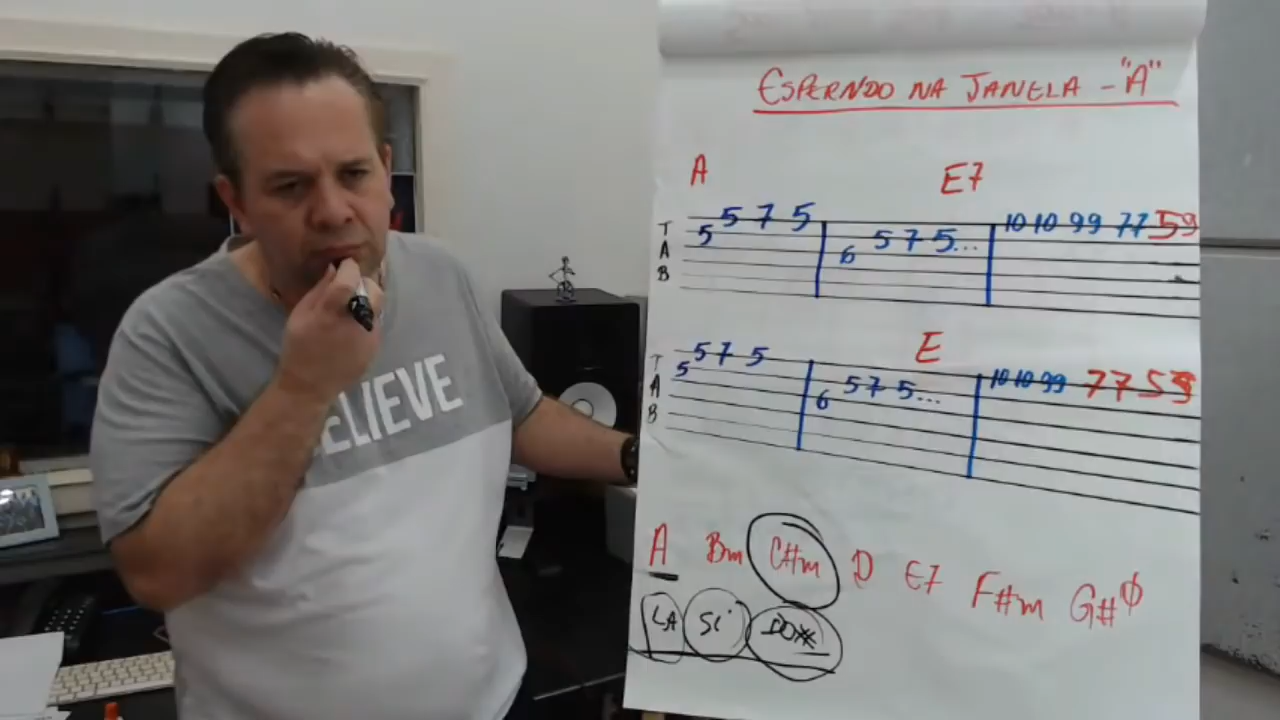 ESPERNDO NA JANELA - "A"
A E7
T A B
5 5 7 5 6 5 7 5... 10 10 9 9 7 7 5 9
E
T A B
5 5 7 5 6 5 7 5... 10 10 9 9 7 7 5 5
A Bm C#m D E7 F#m G#Φ
LA Si DO#
BELIEVE